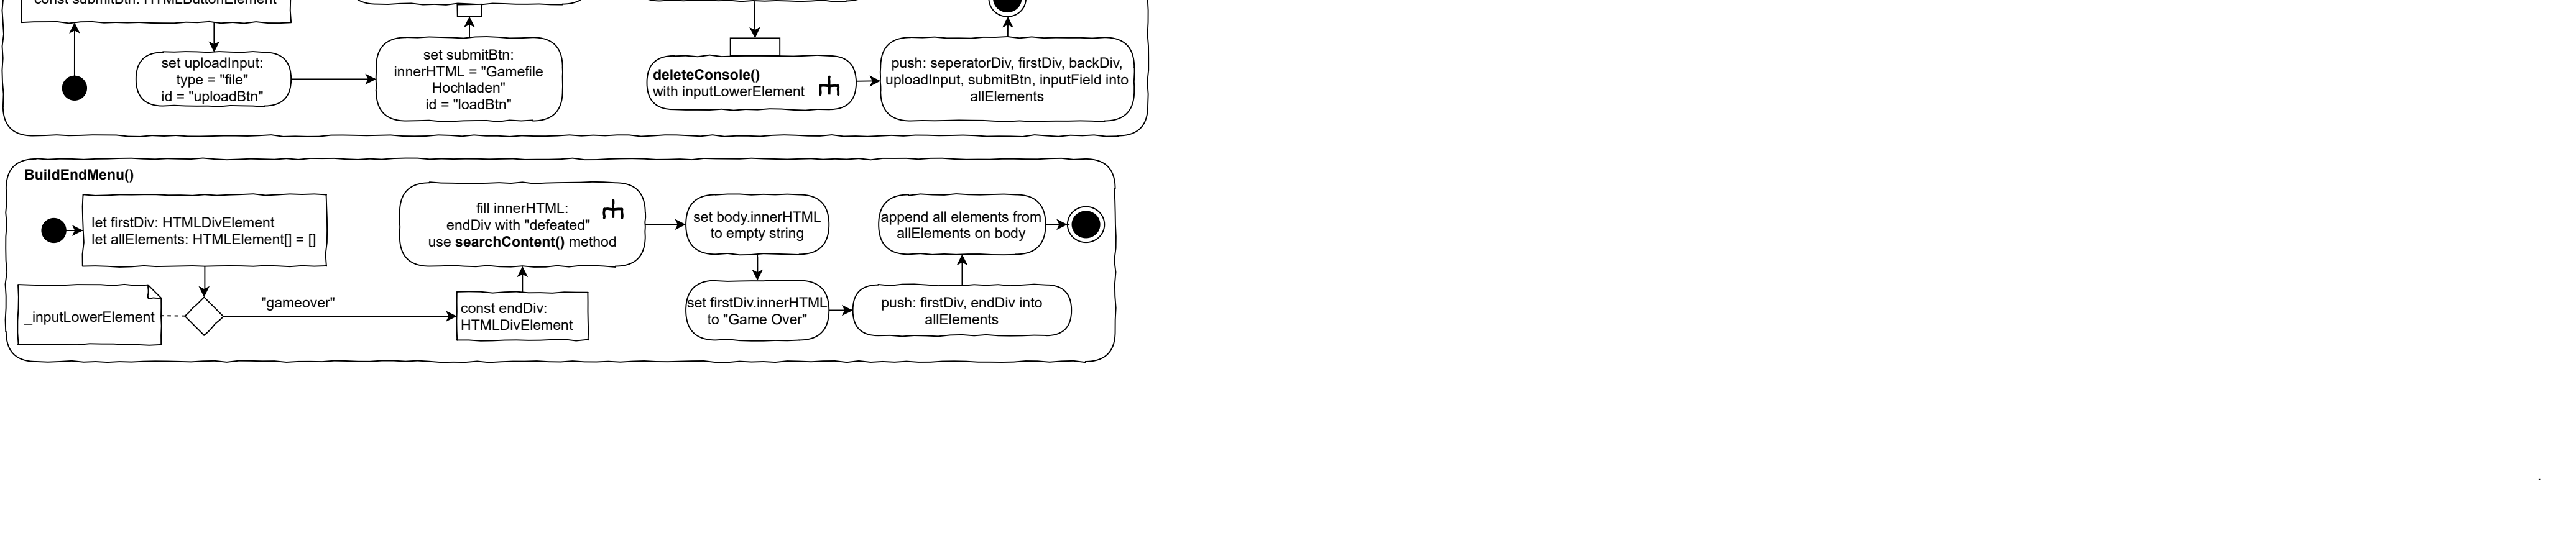 const submitBtn: HTMLButtonElement
set uploadInput:
type = "file"
id = "uploadBtn"
set submitBtn:
innerHTML = "Gamefile
Hochladen"
id = "loadBtn"
deleteConsole()
with inputLowerElement
push: seperatorDiv, firstDiv, backDiv,
uploadInput, submitBtn, inputField into
allElements
BuildEndMenu()
let firstDiv: HTMLDivElement
let allElements: HTMLElement[] = []
_inputLowerElement
"gameover"
const endDiv:
HTMLDivElement
fill innerHTML:
endDiv with "defeated"
use searchContent() method
set body.innerHTML
to empty string
set firstDiv.innerHTML
to "Game Over"
push: firstDiv, endDiv into
allElements
append all elements from
allElements on body